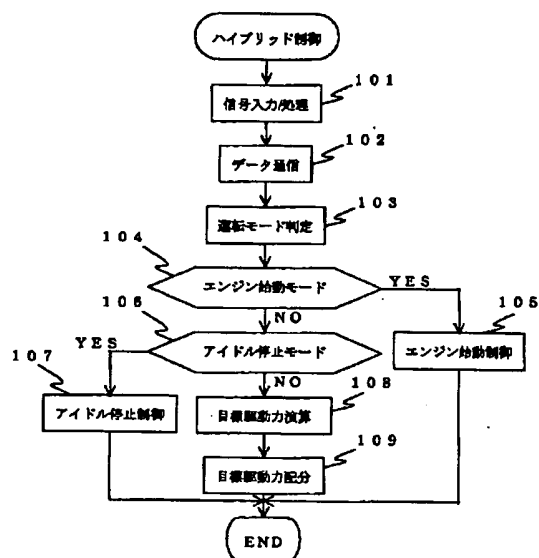 ハイブリッド制御
101
信号入力/処理
102
データ通信
103
運転モード判定
104
エンジン始動モード
YES
105
106
NO
YES
アイドル停止モード
エンジン始動制御
107
NO
108
アイドル停止制御
目標駆動力演算
109
目標駆動力配分
END